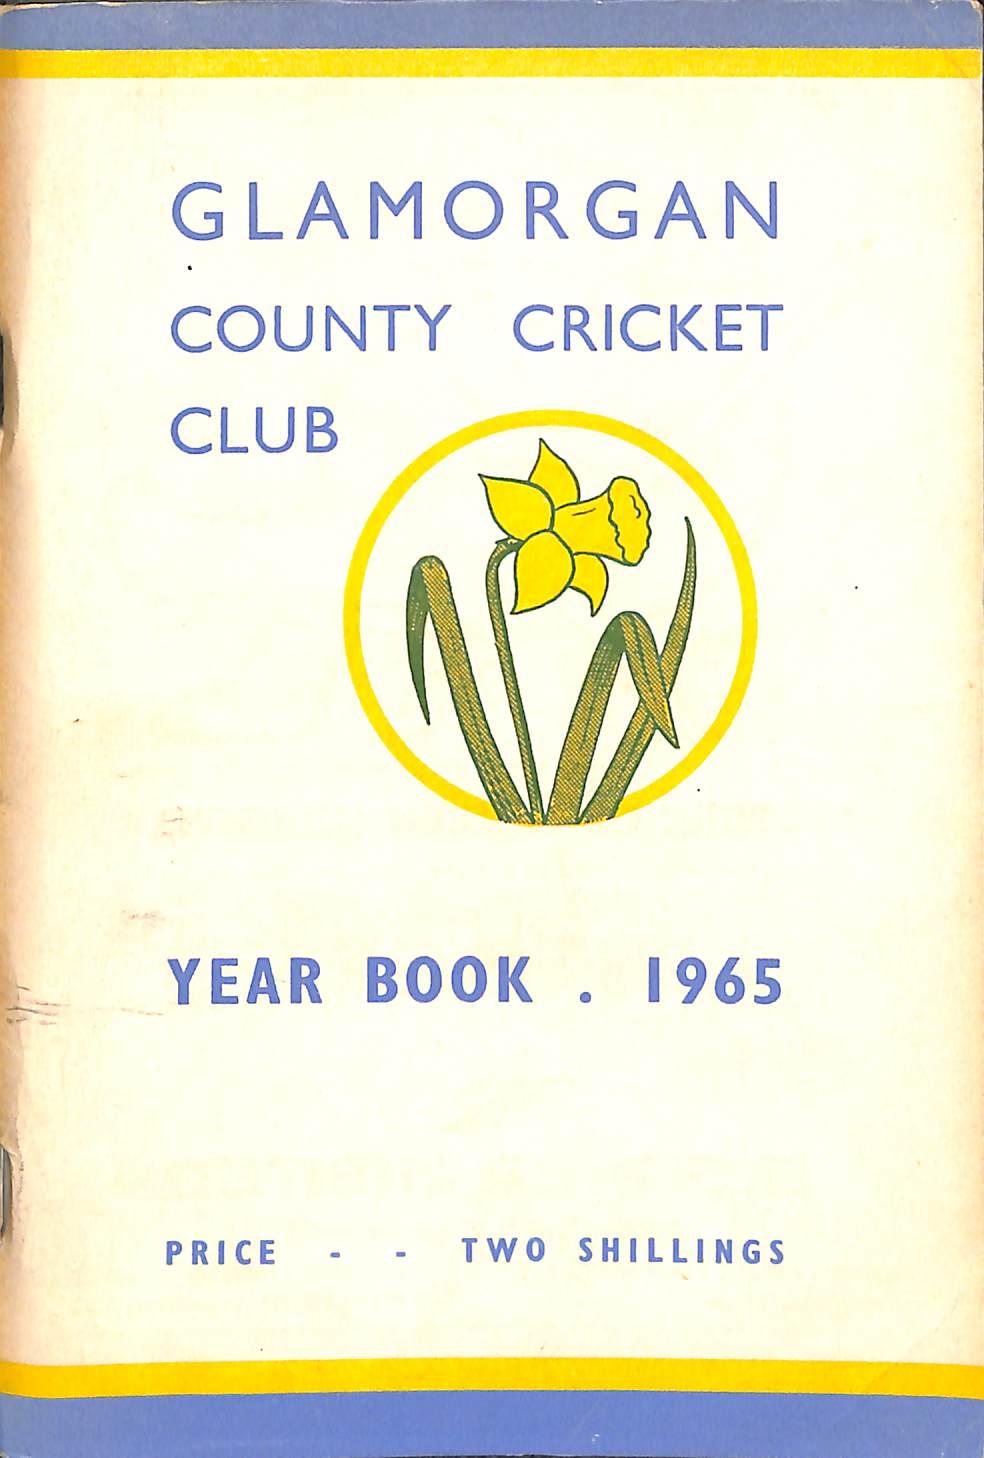 GLAMORGAN
COUNTY CRICKET
CLUB
YEAR BOOK . 1965
PRICE - - TWO SHILLINGS